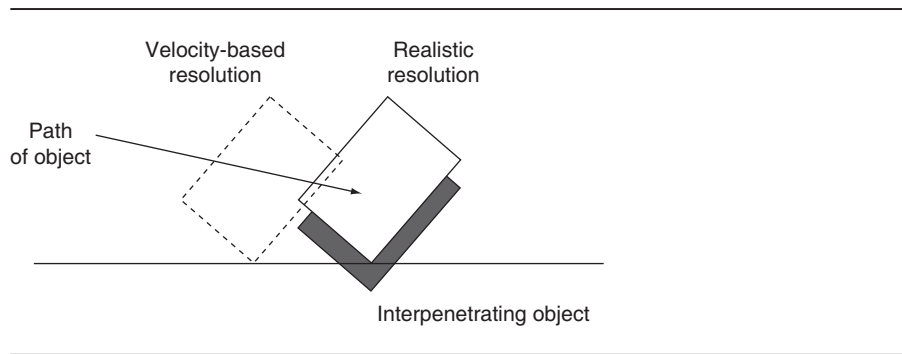 Velocity-based
resolution
Realistic
resolution
Path
of object
Interpenetrating object